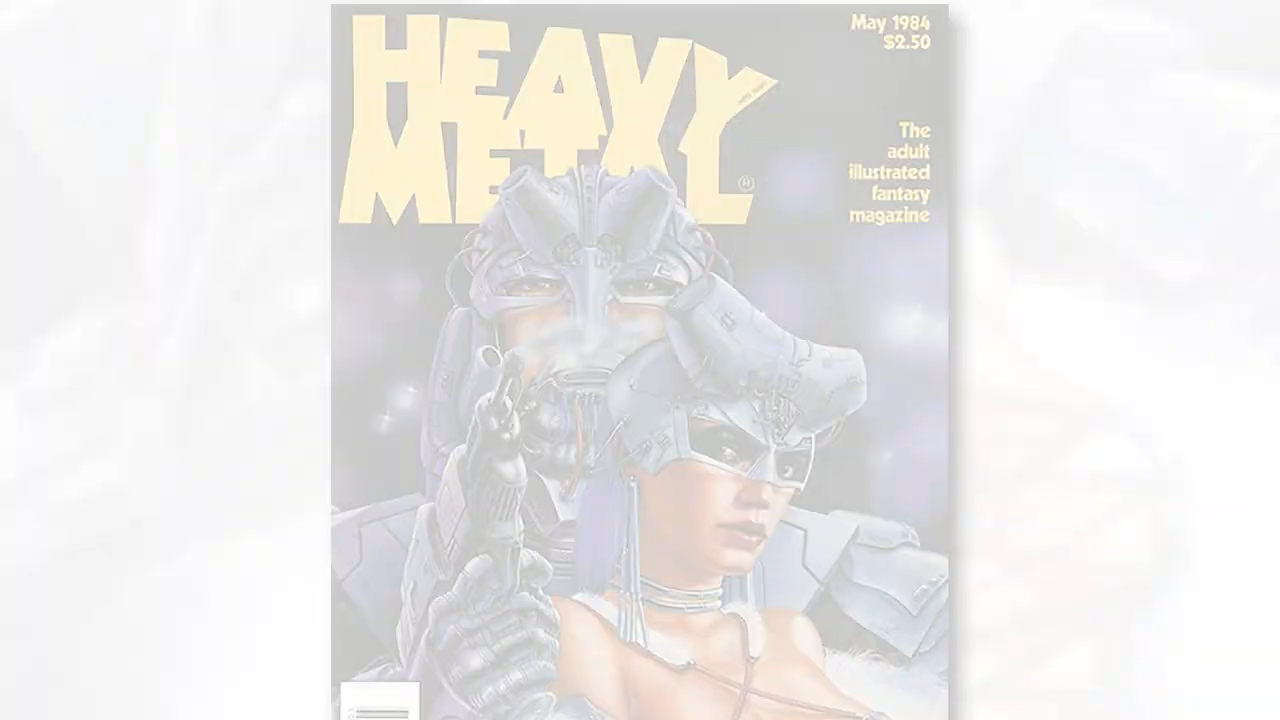 HEAVY
METAL
®
May 1984
$2.50
The
adult
illustrated
fantasy
magazine